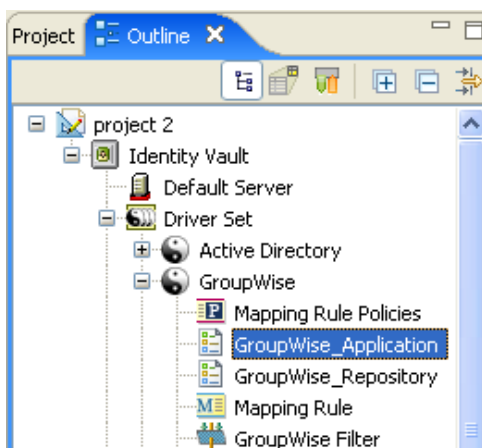 Project Outline
project 2
Identity Vault
Default Server
Driver Set
Active Directory
GroupWise
P Mapping Rule Policies
GroupWise_Application
GroupWise_Repository
M Mapping Rule
GroupWise Filter